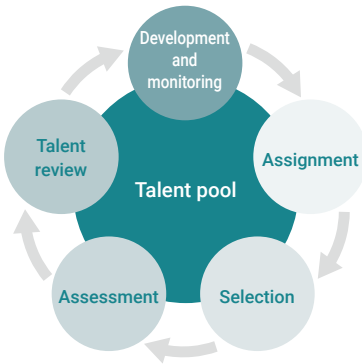 Development
and
monitoring
Assignment
Selection
Assessment
Talent
review
Talent pool